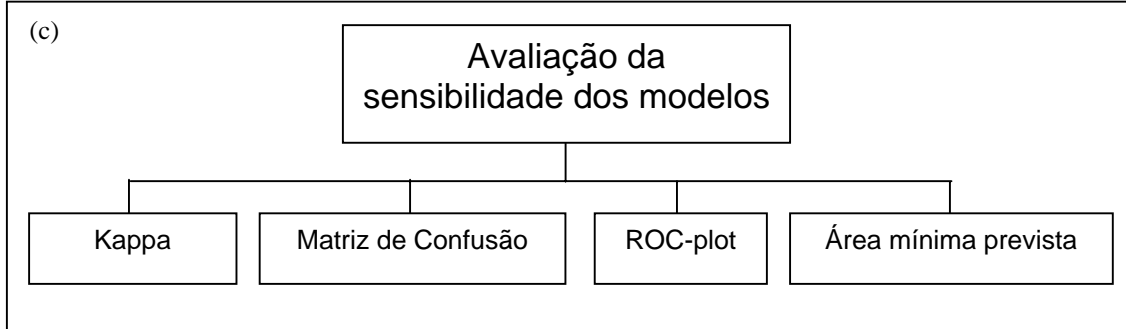 (c)
Avaliação da
sensibilidade dos modelos
Kappa
Matriz de Confusão
ROC-plot
Área mínima prevista